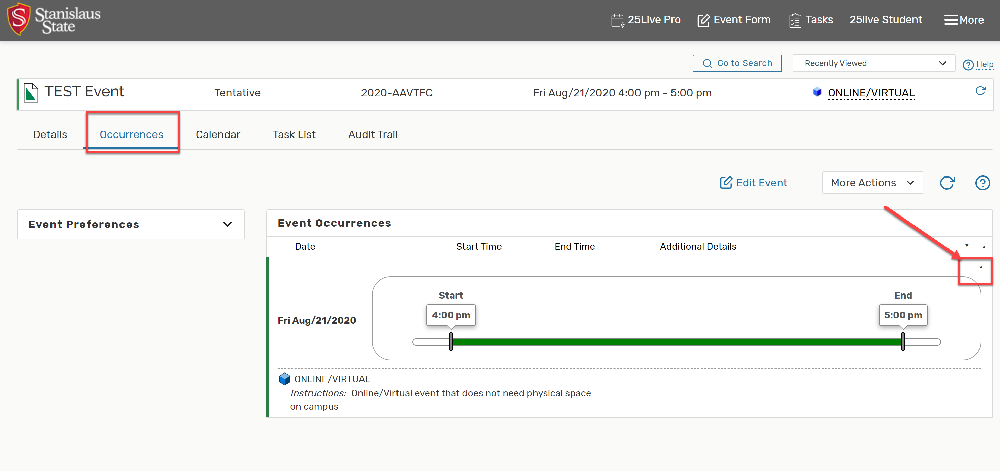 Stanislaus
State
25Live Pro
Event Form
Tasks
25live Student
More
Go to Search
Recently Viewed
Help
TEST Event
Tentative
2020-AAVTFC
Fri Aug/21/2020 4:00 pm - 5:00 pm
ONLINE/VIRTUAL
Details
Occurrences
Calendar
Task List
Audit Trail
Edit Event
More Actions
Event Preferences
Event Occurrences
Date
Start Time
End Time
Additional Details
Start
End
4:00 pm
5:00 pm
Fri Aug/21/2020
ONLINE/VIRTUAL
Instructions: Online/Virtual event that does not need physical space
on campus